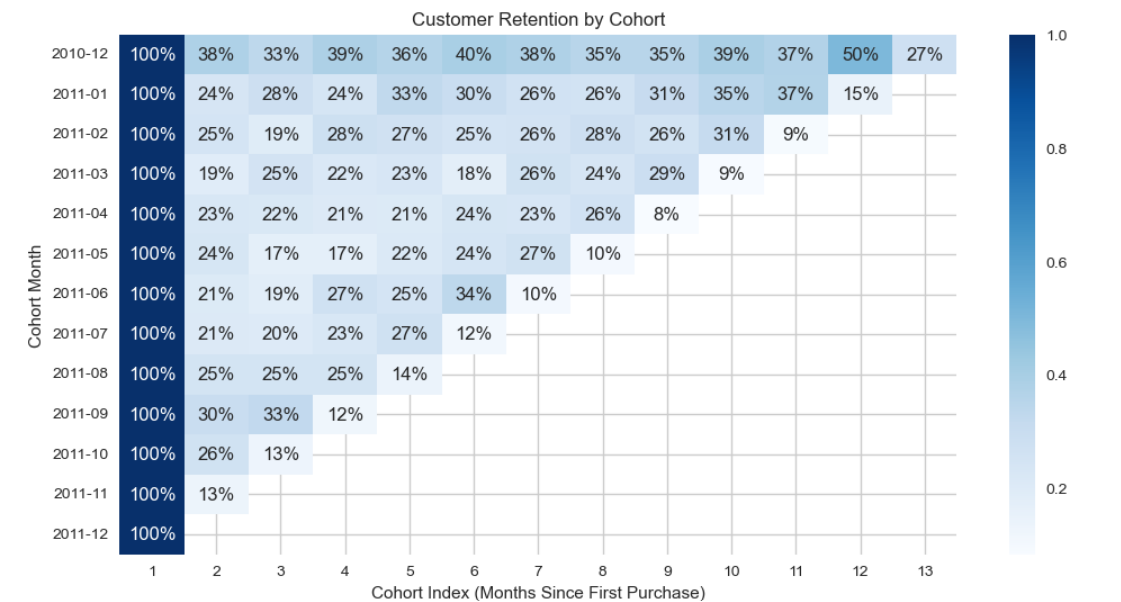 Customer Retention by Cohort
2010-12 100% 38% 33% 39% 36% 40% 38% 35% 35% 39% 37% 50% 27%
2011-01 100% 24% 28% 24% 33% 30% 26% 26% 31% 35% 37% 15%
2011-02 100% 25% 19% 28% 27% 25% 26% 28% 26% 31% 9%
2011-03 100% 19% 25% 22% 23% 18% 26% 24% 29% 9%
2011-04 100% 23% 22% 21% 21% 24% 23% 26% 8%
2011-05 100% 24% 17% 17% 22% 24% 27% 10%
2011-06 100% 21% 19% 27% 25% 34% 10%
2011-07 100% 21% 20% 23% 27% 12%
2011-08 100% 25% 25% 25% 14%
2011-09 100% 30% 33% 12%
2011-10 100% 26% 13%
2011-11 100% 13%
2011-12 100%
1 2 3 4 5 6 7 8 9 10 11 12 13
Cohort Index (Months Since First Purchase)
Cohort Month
1.0
0.8
0.6
0.4
0.2